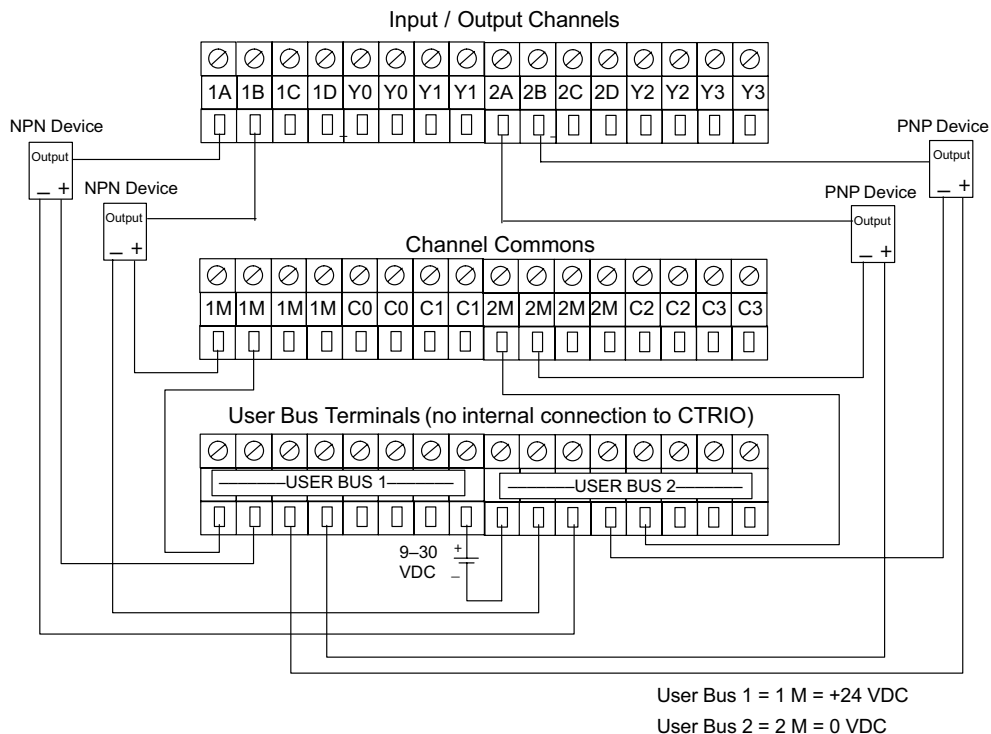 Input / Output Channels
1A 1B 1C 1D Y0 Y0 Y1 Y1 2A 2B 2C 2D Y2 Y2 Y3 Y3
NPN Device
Output
– +
NPN Device
Output
– +
PNP Device
Output
– +
PNP Device
Output
– +
Channel Commons
1M 1M 1M 1M C0 C0 C1 C1 2M 2M 2M 2M C2 C2 C3 C3
User Bus Terminals (no internal connection to CTRIO)
USER BUS 1
USER BUS 2
9–30
VDC
+
–
User Bus 1 = 1 M = +24 VDC
User Bus 2 = 2 M = 0 VDC